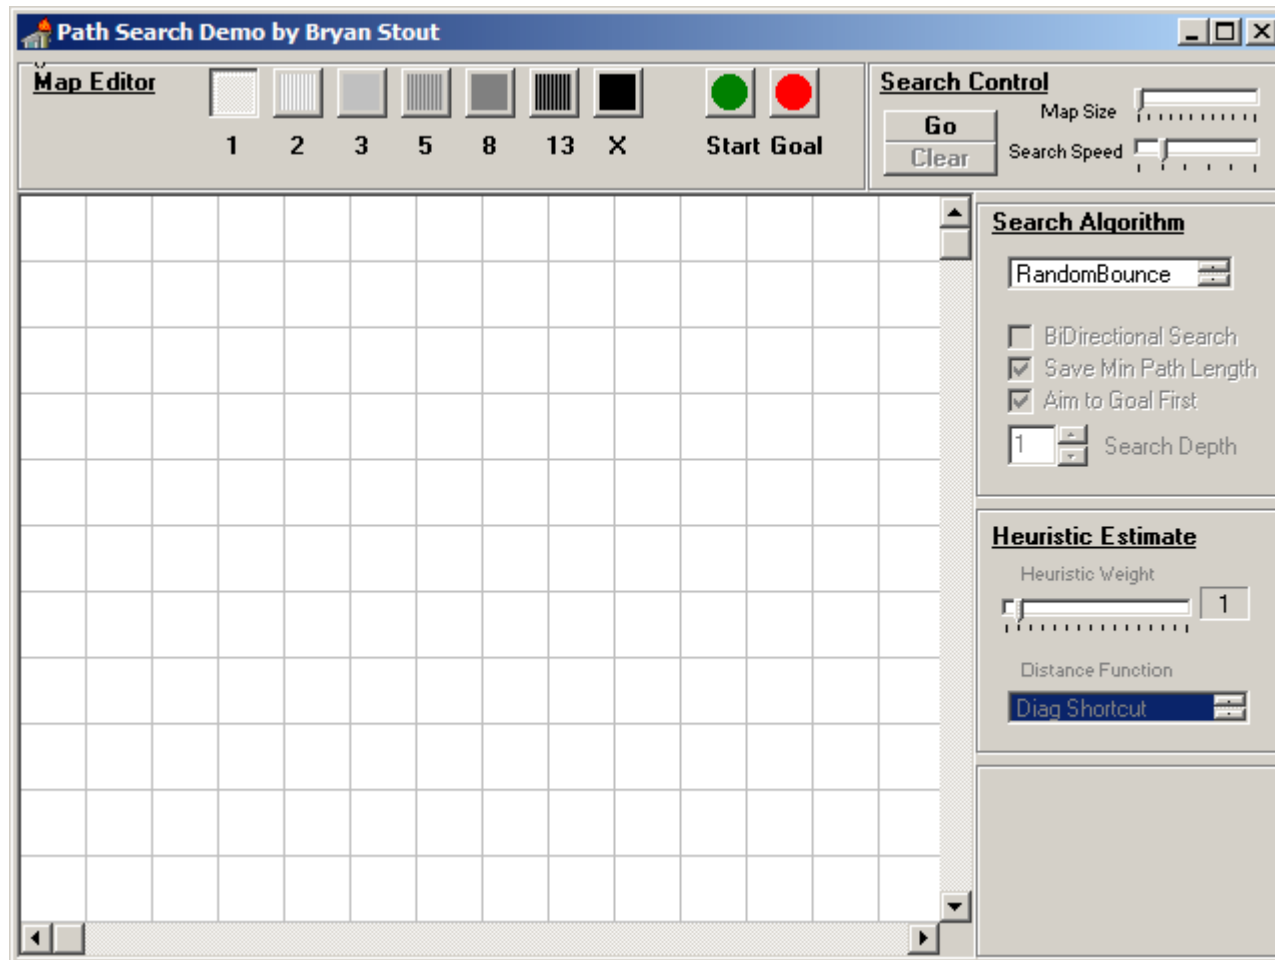 Path Search Demo by Bryan Stout
Map Editor
1 2 3 5 8 13 X
Start Goal
Search Control
Go
Clear
Map Size
Search Speed
Search Algorithm
RandomBounce
BiDirectional Search
Save Min Path Length
Aim to Goal First
1 Search Depth
Heuristic Estimate
Heuristic Weight
1
Distance Function
Diag Shortcut